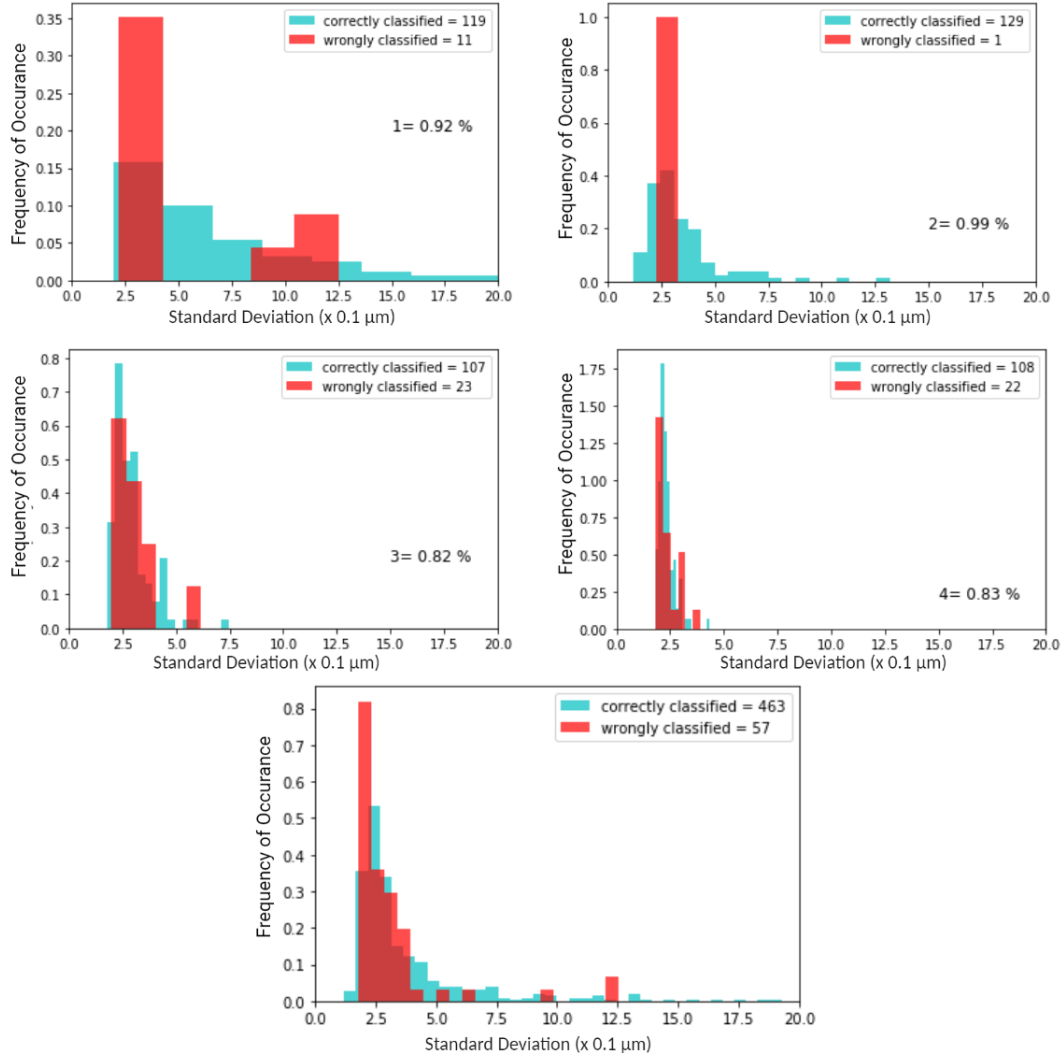 correctly classified = 119
wrongly classified = 11
1= 0.92 %
Frequency of Occurance
0.35
0.30
0.25
0.20
0.15
0.10
0.05
0.00
0.0 2.5 5.0 7.5 10.0 12.5 15.0 17.5 20.0
Standard Deviation (x 0.1 µm)
correctly classified = 129
wrongly classified = 1
2= 0.99 %
Frequency of Occurance
1.0
0.8
0.6
0.4
0.2
0.0
0.0 2.5 5.0 7.5 10.0 12.5 15.0 17.5 20.0
Standard Deviation (x 0.1 µm)
correctly classified = 107
wrongly classified = 23
3= 0.82 %
Frequency of Occurance
0.8
0.7
0.6
0.5
0.4
0.3
0.2
0.1
0.0
0.0 2.5 5.0 7.5 10.0 12.5 15.0 17.5 20.0
Standard Deviation (x 0.1 µm)
correctly classified = 108
wrongly classified = 22
4= 0.83 %
Frequency of Occurance
1.75
1.50
1.25
1.00
0.75
0.50
0.25
0.00
0.0 2.5 5.0 7.5 10.0 12.5 15.0 17.5 20.0
Standard Deviation (x 0.1 µm)
correctly classified = 463
wrongly classified = 57
Frequency of Occurance
0.8
0.7
0.6
0.5
0.4
0.3
0.2
0.1
0.0
0.0 2.5 5.0 7.5 10.0 12.5 15.0 17.5 20.0
Standard Deviation (x 0.1 µm)